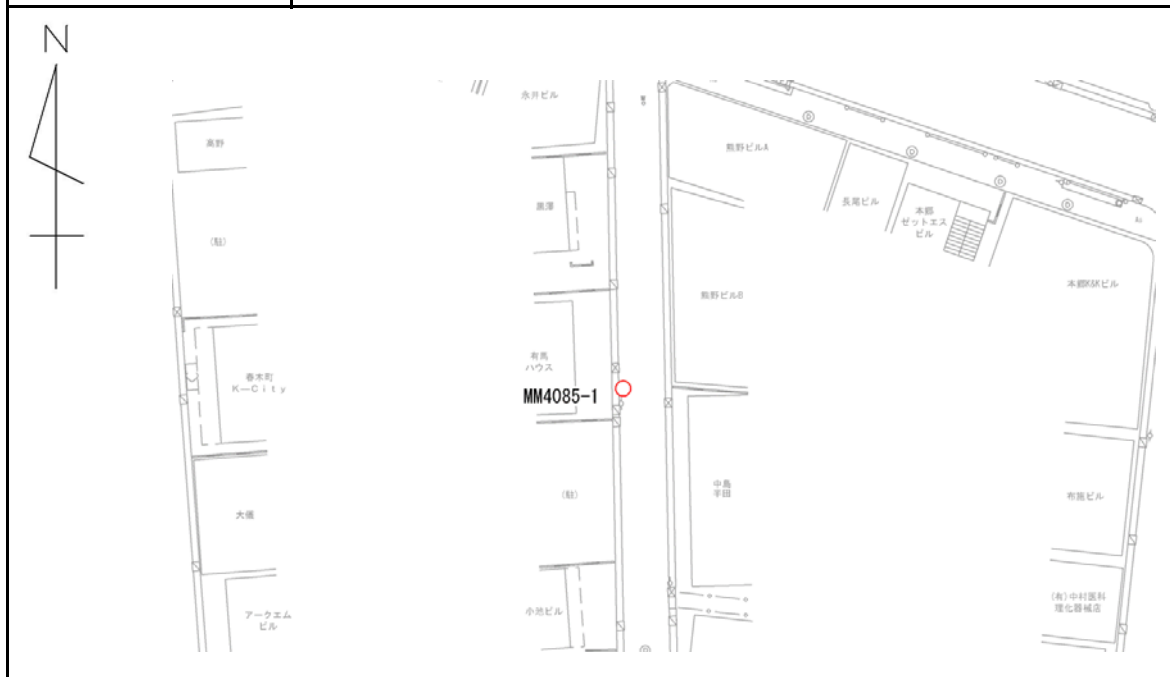 N
永井ビル
高野
熊野ビルA
長尾ビル
本郷
ゼットエス
ビル
黒澤
(駐)
本郷K&Kビル
熊野ビルB
有馬
ハウス
春木町
K—City
MM4085-1
中島
半田
(駐)
布施ビル
大儀
アークエム
ビル
小池ビル
(有)中村医科
理化器械店